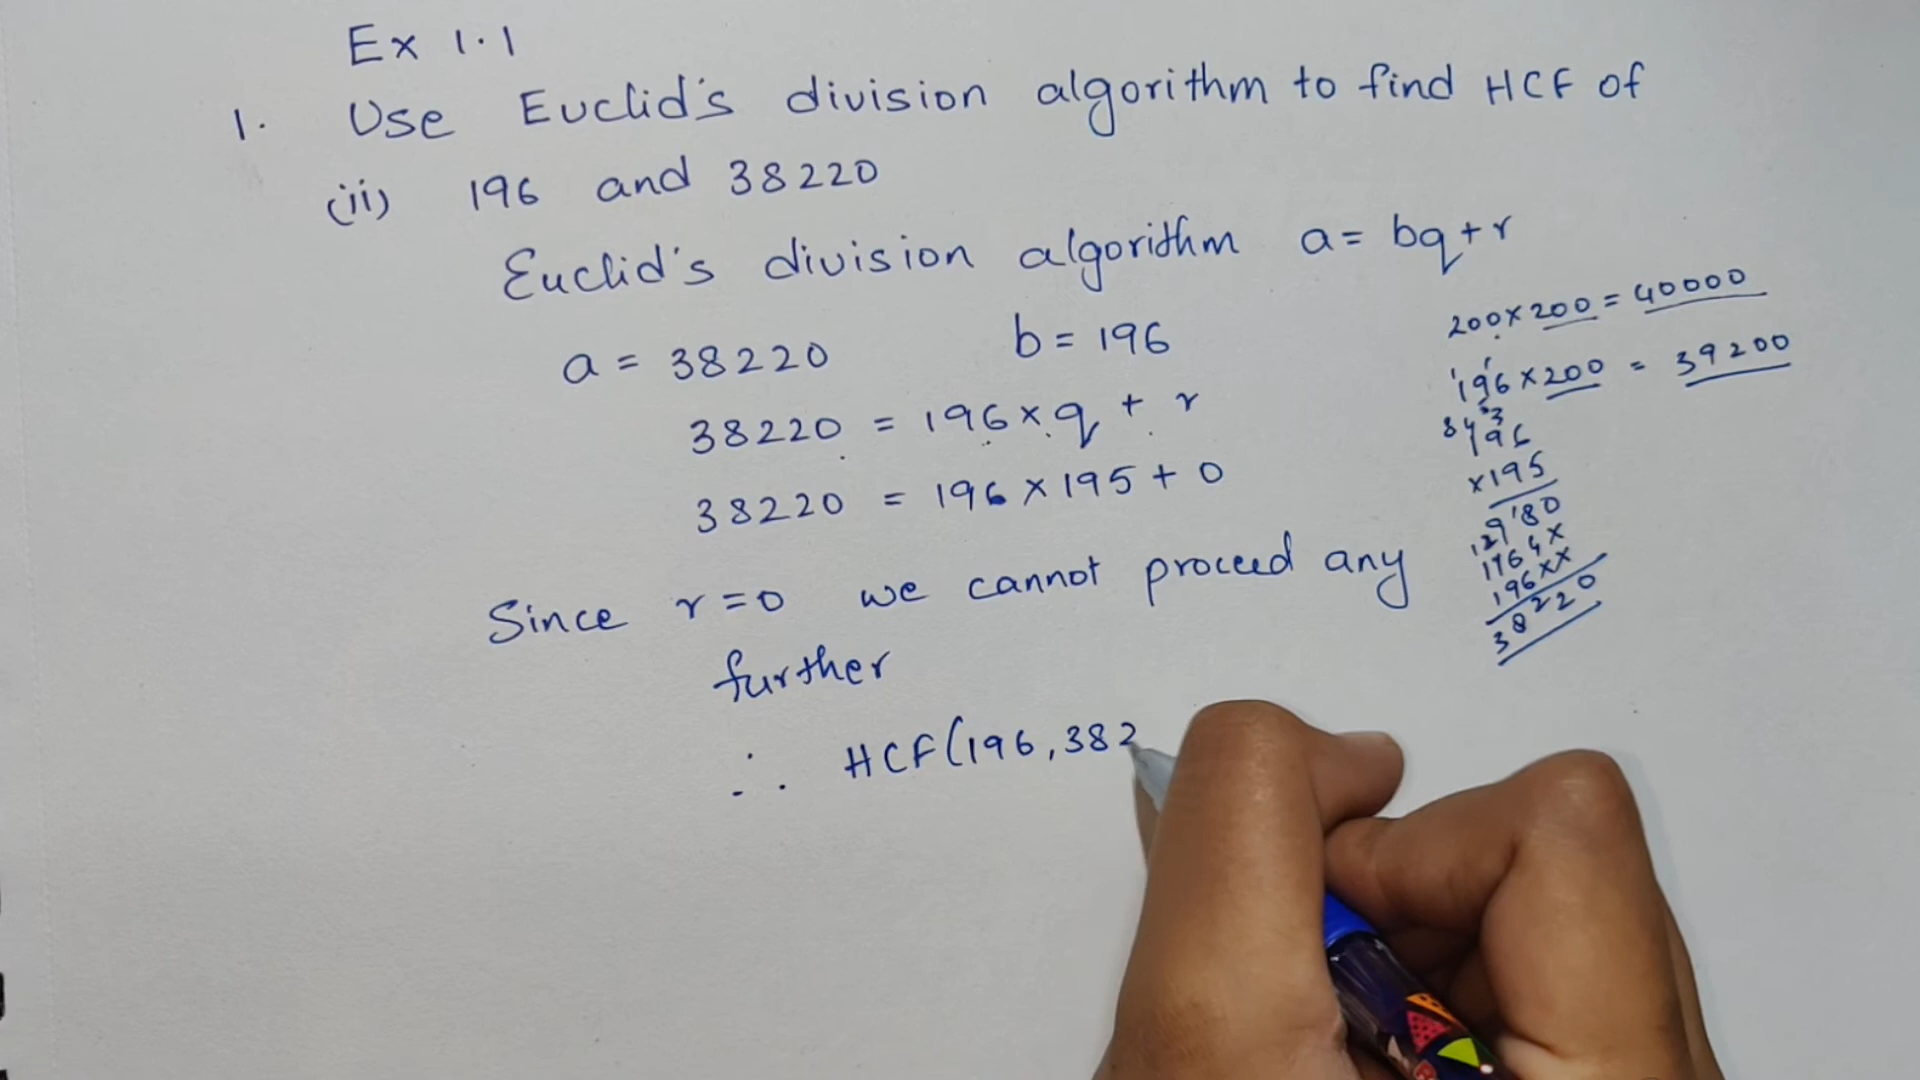 Ex 1.1
1. Use Euclid's division algorithm to find HCF of
(ii) 196 and 38220
Euclid's division algorithm a = bq + r
a = 38220 b = 196
38220 = 196 × q + r
38220 = 196 × 195 + 0
Since r = 0 we cannot proceed any
further
∴ HCF(196, 382
200 × 200 = 40000
196 × 200 = 39200
196
× 195
980
1764×
196××
38220